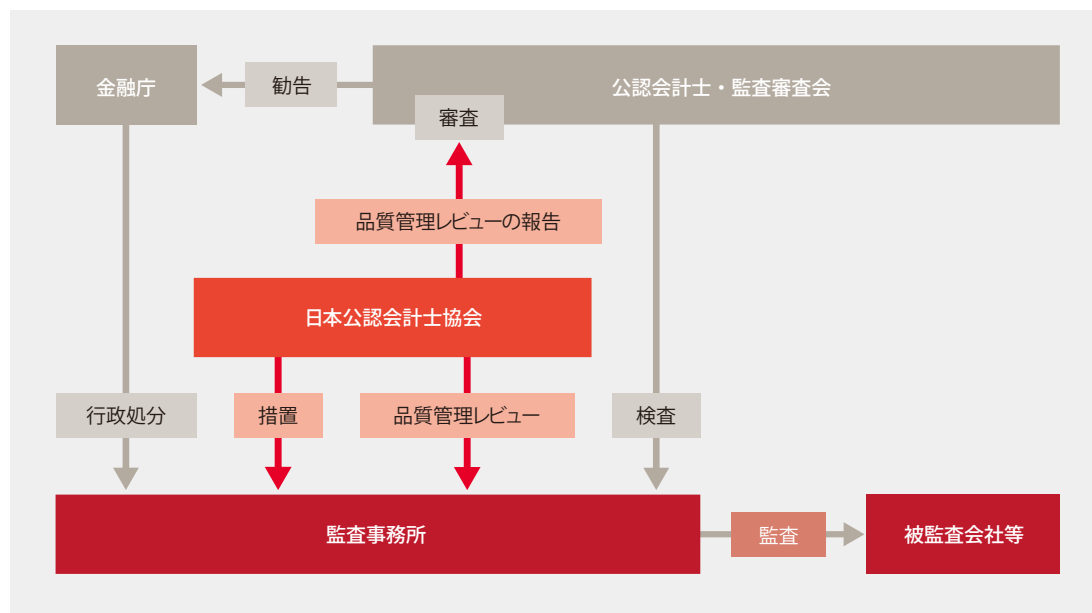 金融庁
勧告
公認会計士・監査審査会
審査
品質管理レビューの報告
日本公認会計士協会
行政処分
措置
品質管理レビュー
検査
監査事務所
監査
被監査会社等